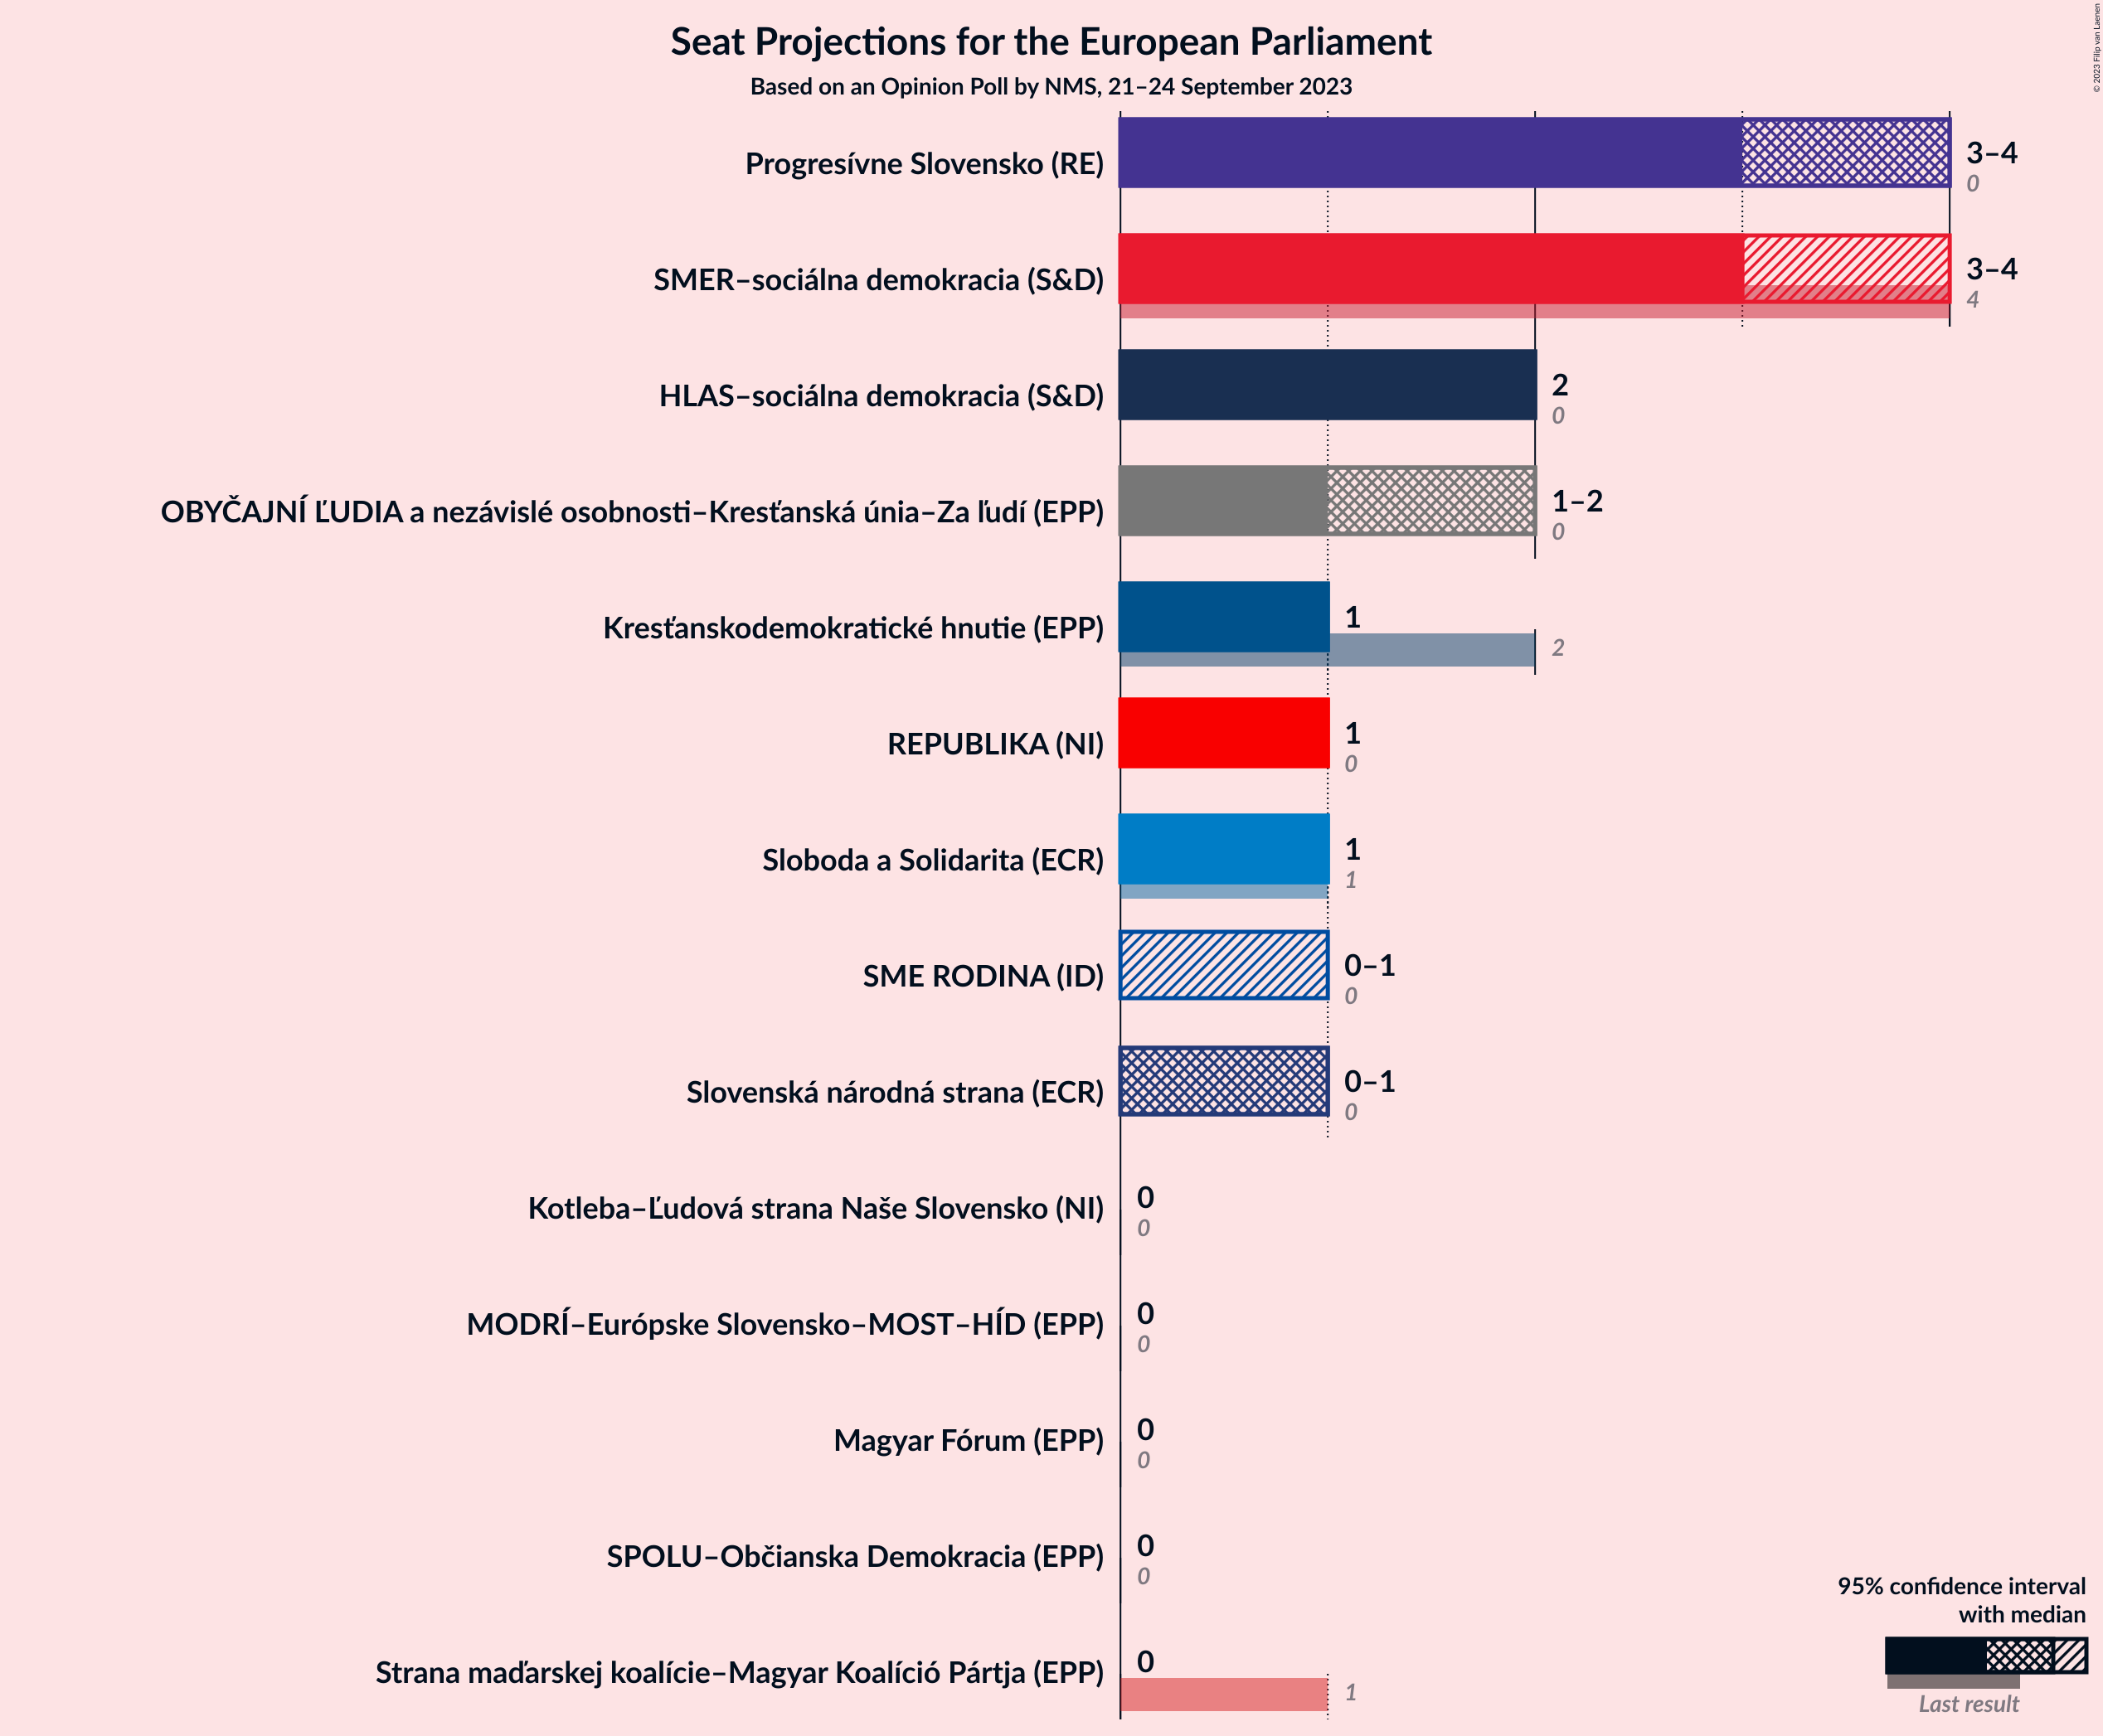 Seat Projections for the European Parliament
Based on an Opinion Poll by NMS, 21–24 September 2023
© 2023 Filip van Laenen
Progresívne Slovensko (RE)
3–4
0
SMER–sociálna demokracia (S&D)
3–4
4
HLAS–sociálna demokracia (S&D)
2
0
OBYČAJNÍ ĽUDIA a nezávislé osobnosti–Kresťanská únia–Za ľudí (EPP)
1–2
0
Kresťanskodemokratické hnutie (EPP)
1
2
REPUBLIKA (NI)
1
0
Sloboda a Solidarita (ECR)
1
1
SME RODINA (ID)
0–1
0
Slovenská národná strana (ECR)
0–1
0
Kotleba–Ľudová strana Naše Slovensko (NI)
0
0
MODRÍ–Európske Slovensko–MOST–HÍD (EPP)
0
0
Magyar Fórum (EPP)
0
0
SPOLU–Občianska Demokracia (EPP)
0
0
Strana maďarskej koalície–Magyar Koalíció Pártja (EPP)
0
1
95% confidence interval
with median
Last result